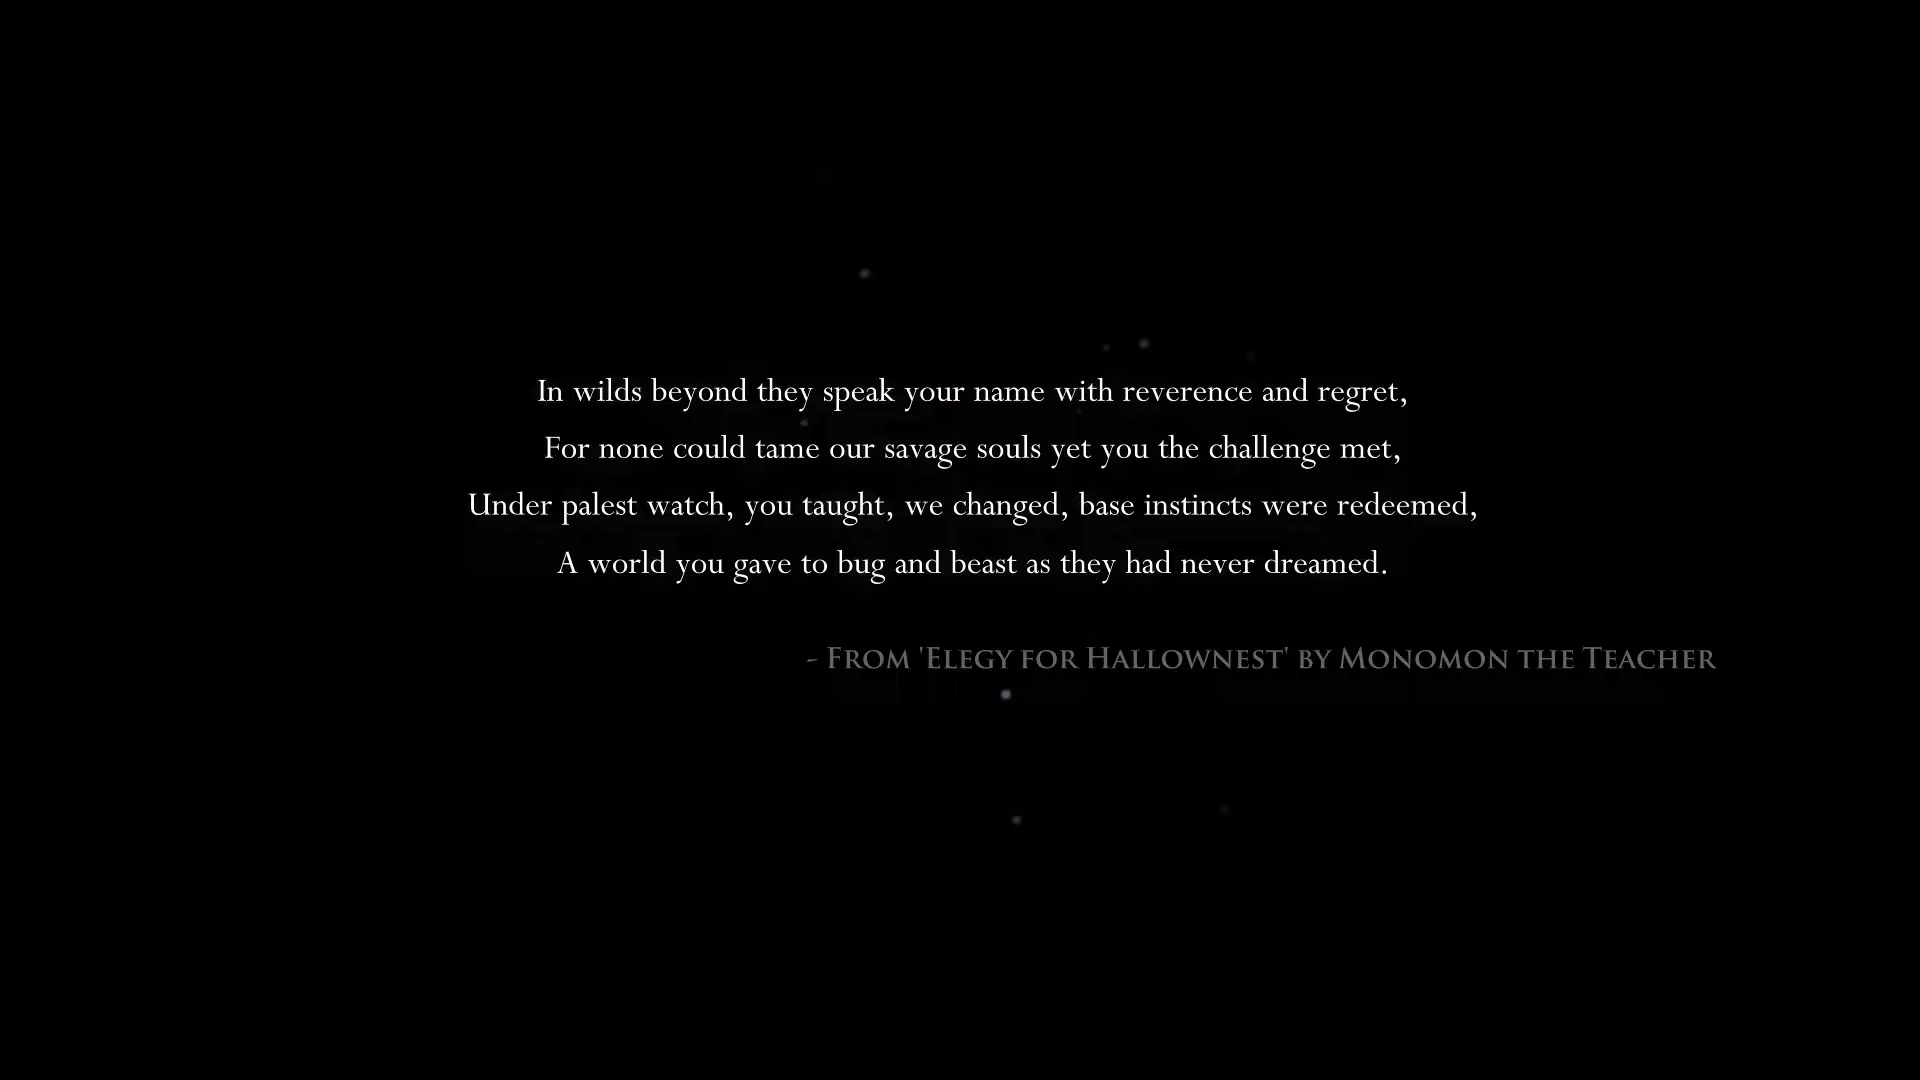 In wilds beyond they speak your name with reverence and regret,
For none could tame our savage souls yet you the challenge met,
Under palest watch, you taught, we changed, base instincts were redeemed,
A world you gave to bug and beast as they had never dreamed.
- From 'Elegy for Hallownest' by Monomon the Teacher